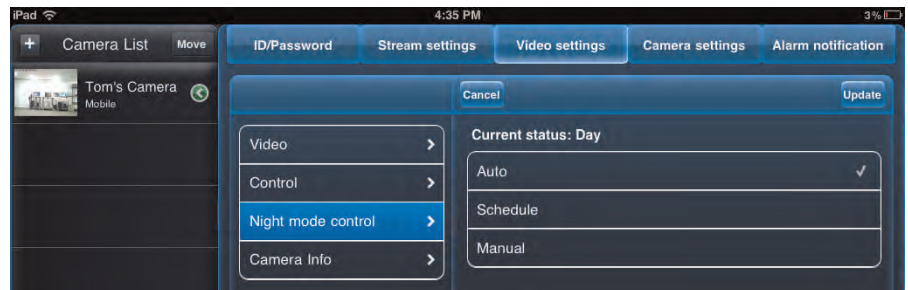 iPad 4:35 PM 3%
+ Camera List Move ID/Password Stream settings Video settings Camera settings Alarm notification
Tom's Camera
Mobile
Cancel Update
Video
Control
Night mode control
Camera Info
Current status: Day
Auto
Schedule
Manual